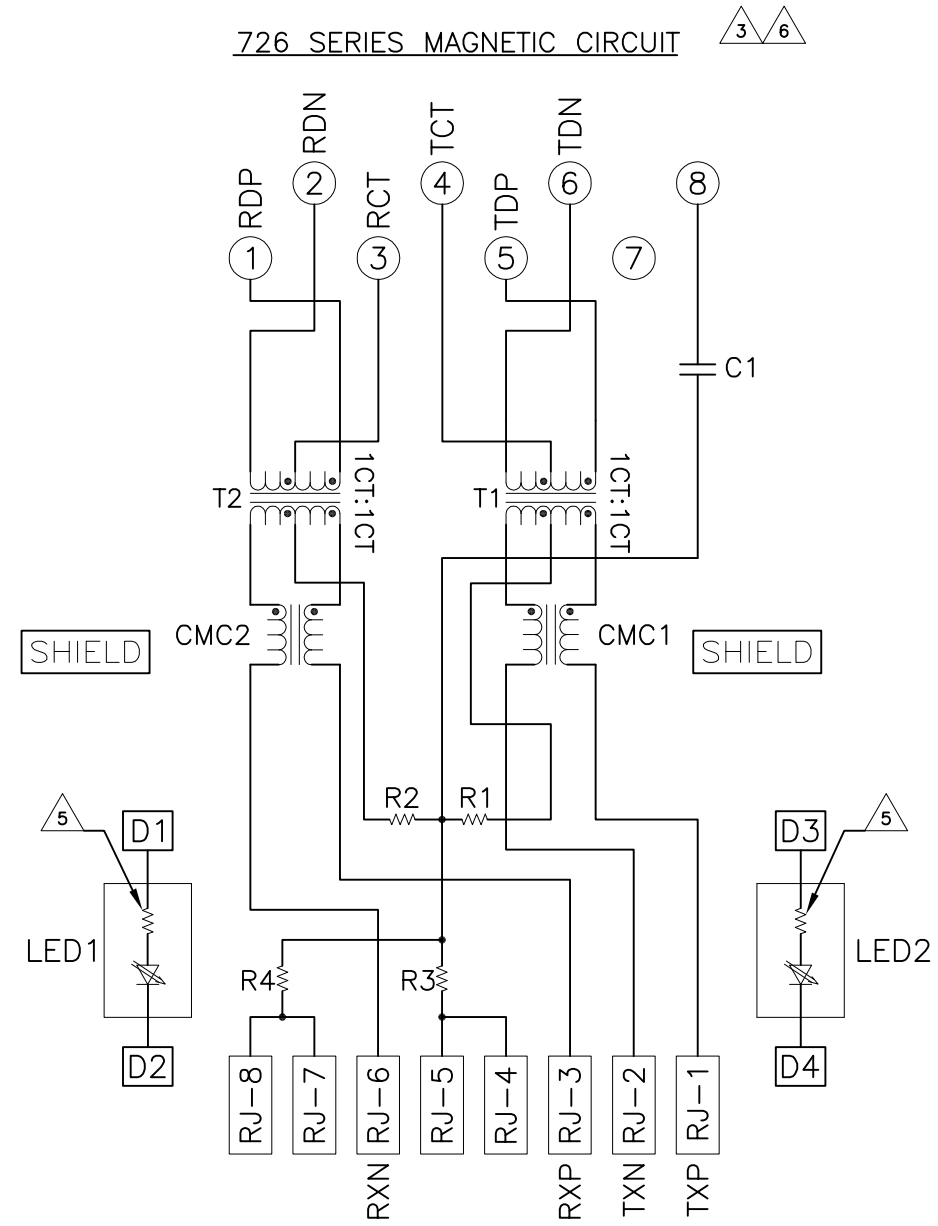 726 SERIES MAGNETIC CIRCUIT
3 6
RDP
RDN
RCT
TCT
TDP
TDN
1
2
3
4
5
6
7
8
C1
T2
1CT:1CT
T1
1CT:1CT
CMC2
CMC1
SHIELD
SHIELD
R2
R1
5
D1
LED1
D2
5
D3
LED2
D4
R4
R3
RJ-8
RJ-7
RJ-6
RJ-5
RJ-4
RJ-3
RJ-2
RJ-1
RXN
RXP
TXN
TXP